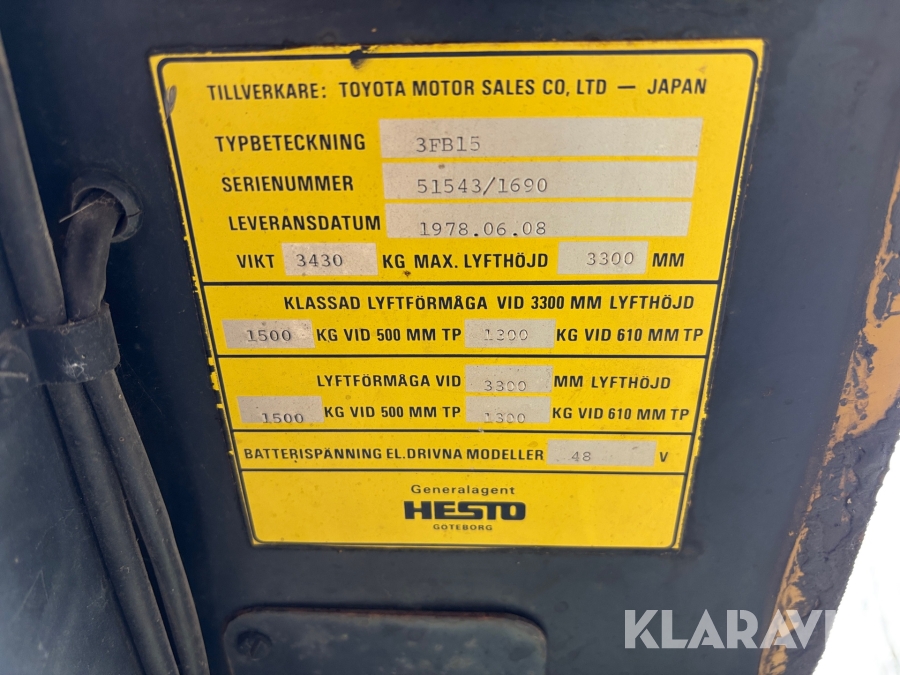 TILLVERKARE: TOYOTA MOTOR SALES CO, LTD — JAPAN
TYPBETECKNING 3FB15
SERIENUMMER 51543/1690
LEVERANSDATUM 1978.06.08
VIKT 3430 KG MAX. LYFTHÖJD 3300 MM
KLASSAD LYFTFÖRMÅGA VID 3300 MM LYFTHÖJD
1500 KG VID 500 MM TP 1300 KG VID 610 MM TP
LYFTFÖRMÅGA VID 3300 MM LYFTHÖJD
1500 KG VID 500 MM TP 1300 KG VID 610 MM TP
BATTERISPÄNNING EL.DRIVNA MODELLER 48 V
Generalagent
HESTO
GÖTEBORG
KLARAVI